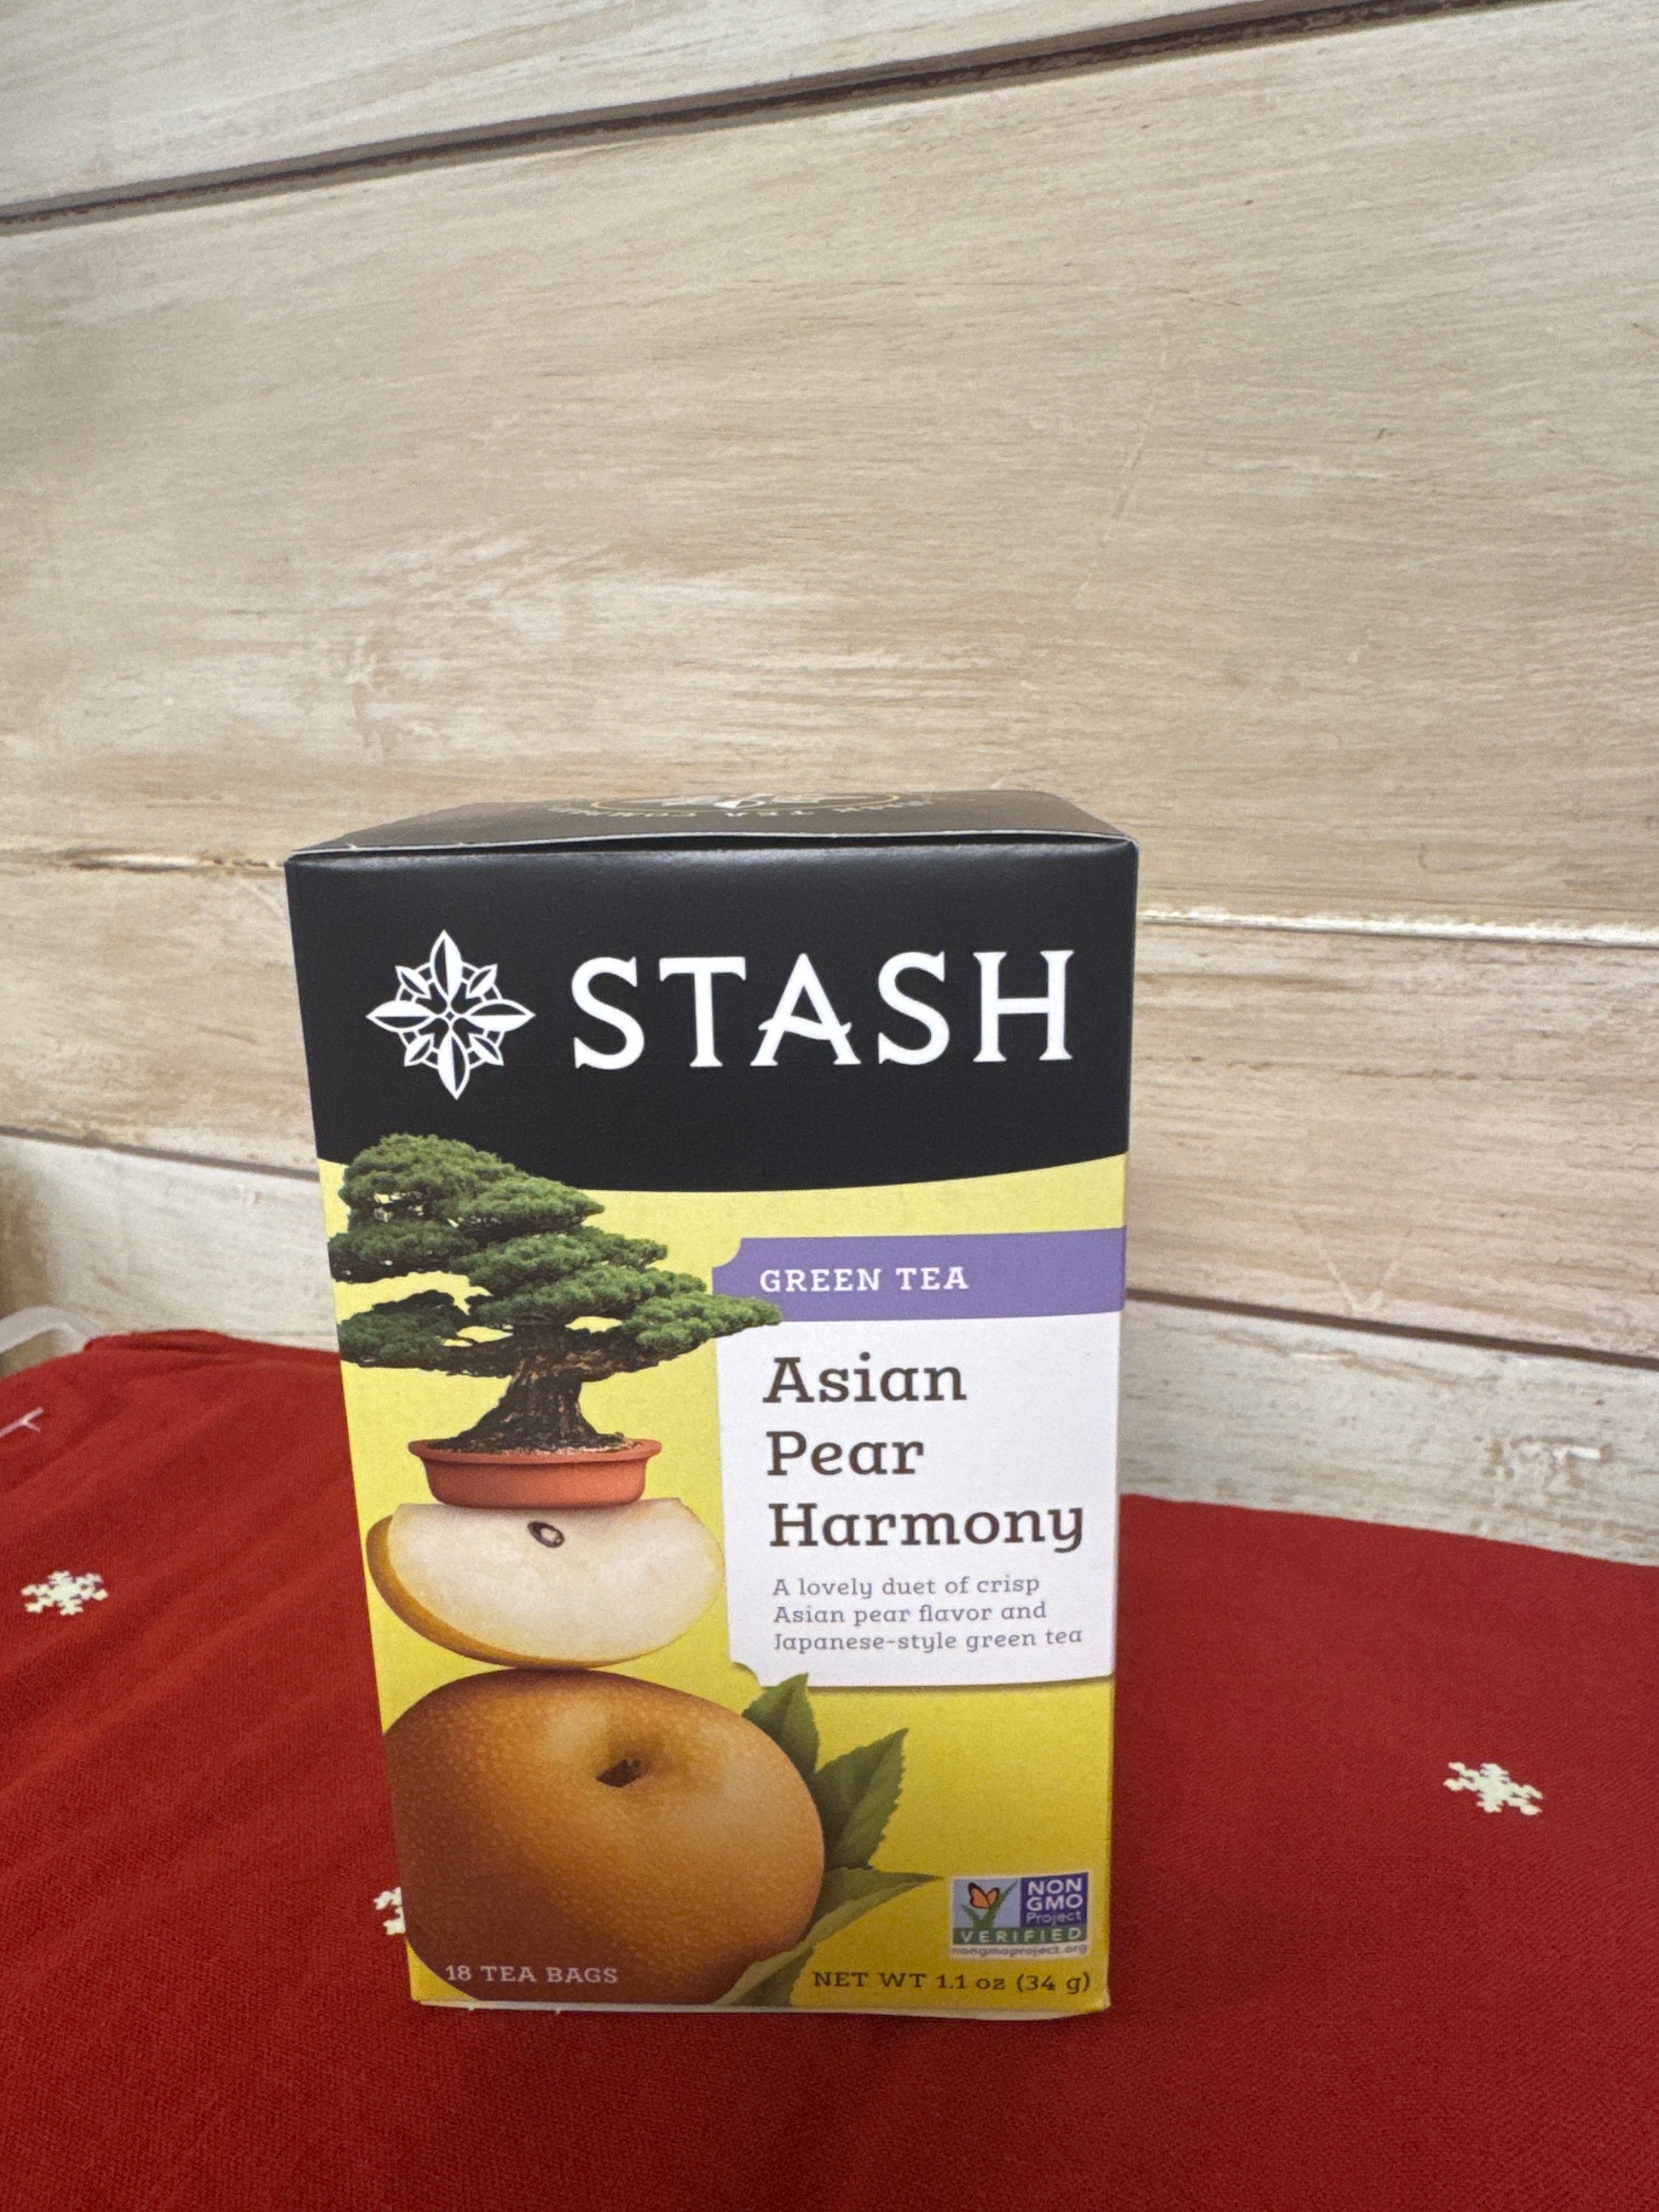 TEA
STASH
GREEN TEA
Asian
Pear
Harmony
A lovely duet of crisp
Asian pear flavor and
Japanese-style green tea
NON
GMO
Project
VERIFIED
nongmoproject.org
18 TEA BAGS
NET WT 1.1 oz (34 g)